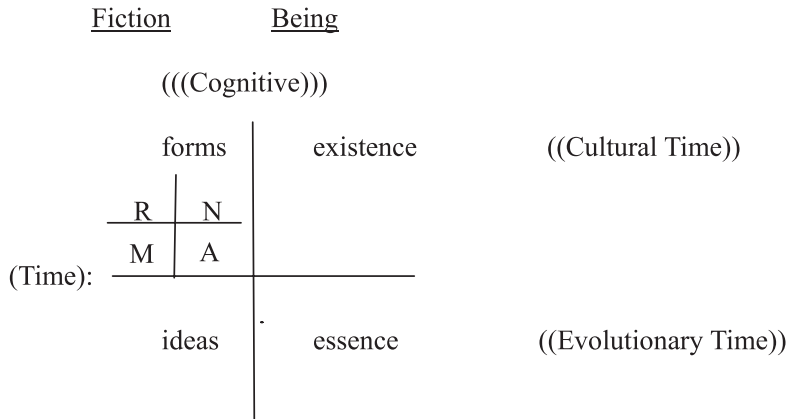 Fiction Being
(((Cognitive)))
forms existence ((Cultural Time))
R N
M A
(Time):
ideas essence ((Evolutionary Time))